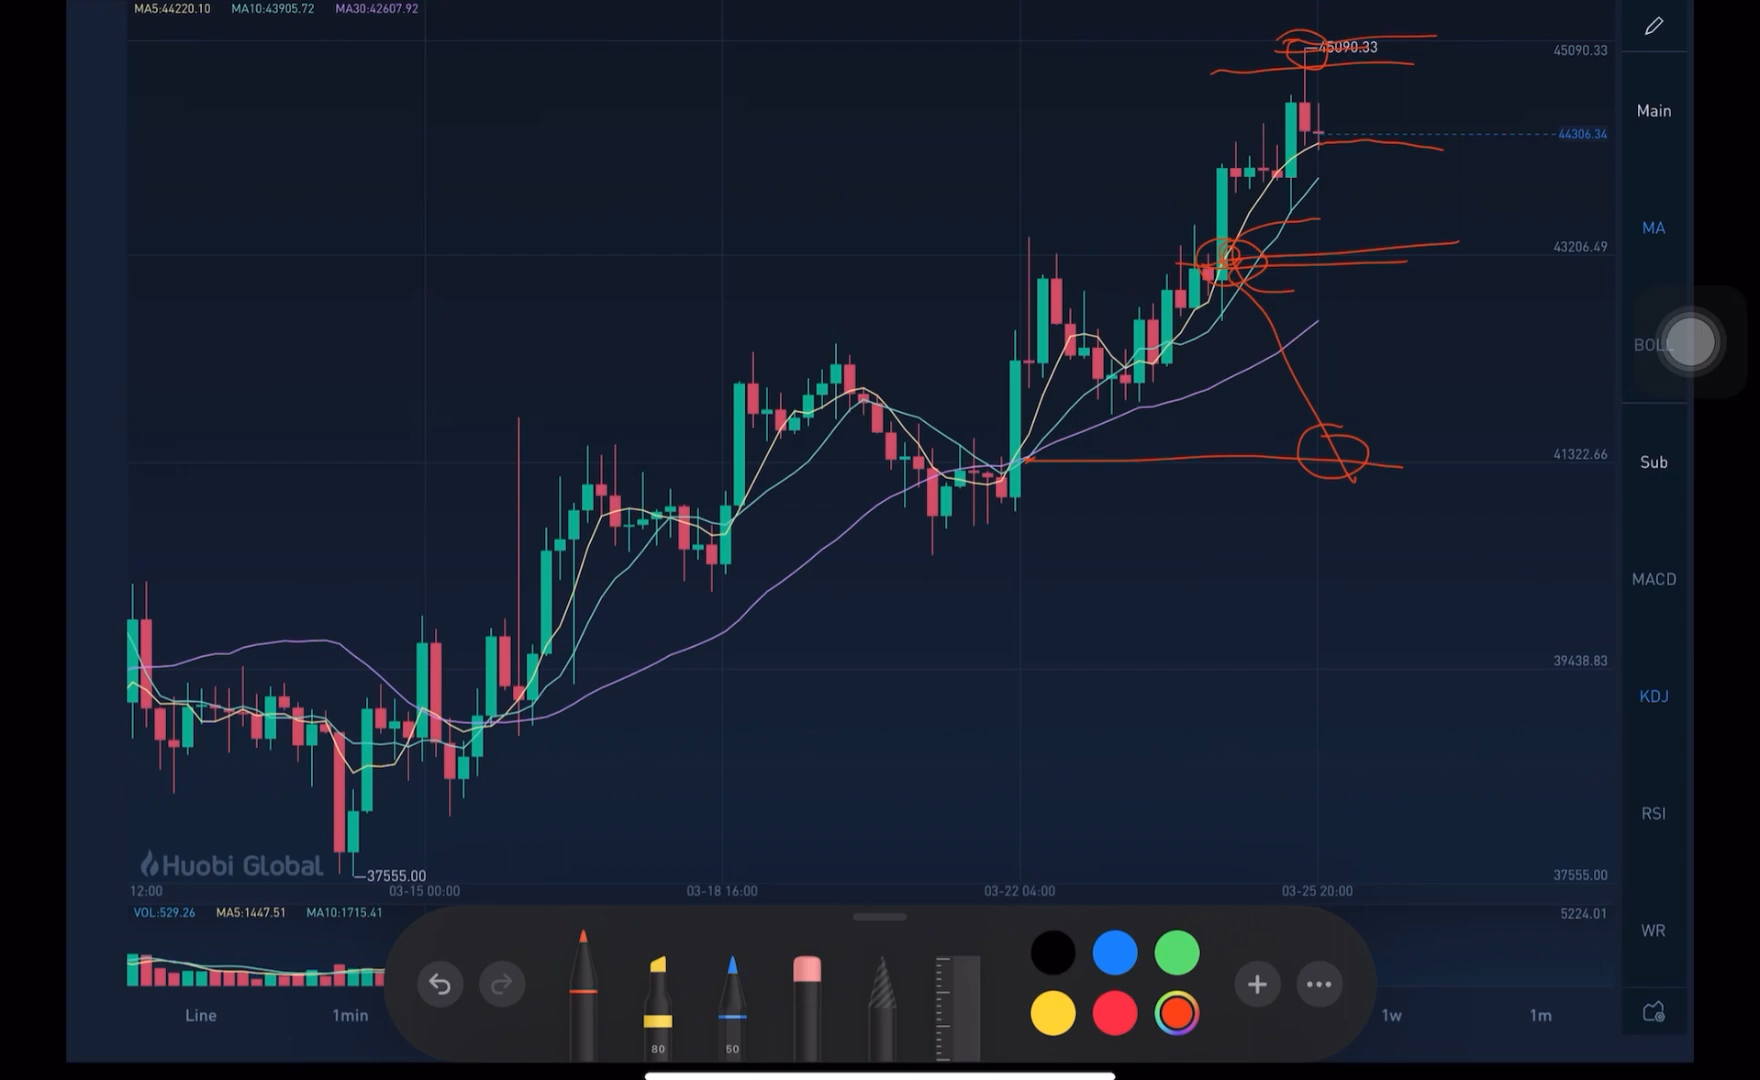 MA5:44220.10 MA10:43905.72 MA30:42607.92
45090.33 45090.33
Main
44306.34
MA
43206.49
BOLL
41322.66 Sub
MACD
39438.83
KDJ
RSI
Huobi Global
37555.00 37555.00
12:00 03-15 00:00 03-18 16:00 03-22 04:00 03-25 20:00
VOL:529.26 MA5:1447.51 MA10:1715.41 5224.01
WR
Line 1min 1w 1m
80 50